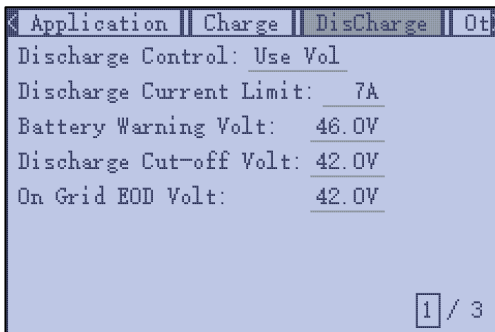 Application Charge DisCharge Ot
Discharge Control: Use Vol
Discharge Current Limit: 7A
Battery Warning Volt: 46.0V
Discharge Cut-off Volt: 42.0V
On Grid EOD Volt: 42.0V
1 / 3